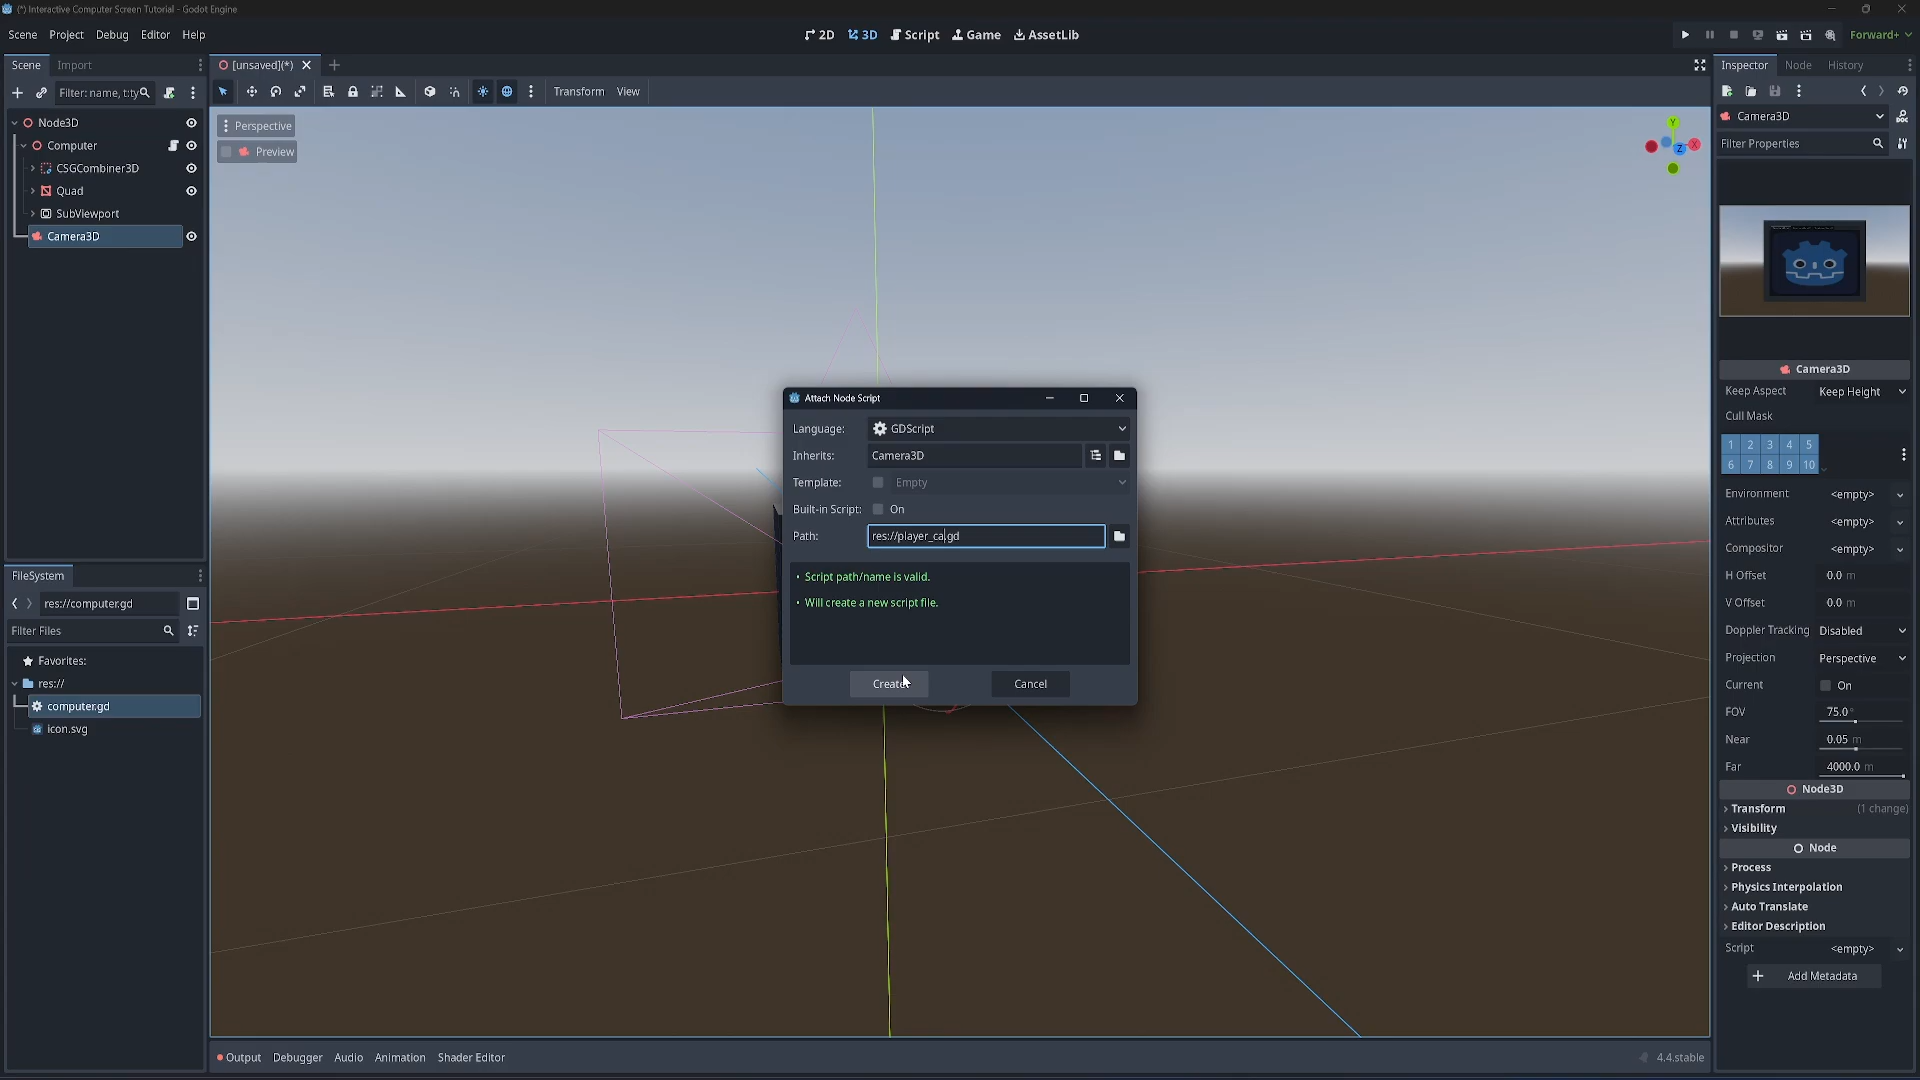 (*) Interactive Computer Screen Tutorial - Godot Engine
Scene Project Debug Editor Help
2D 3D Script Game AssetLib
Forward+
Scene Import
[unsaved](*)
Inspector Node History
Filter: name, t:ty
Transform View
Node3D
Computer
CSGCombiner3D
Quad
SubViewport
Camera3D
Perspective
Preview
Y
X
Z
Camera3D
Filter Properties
Attach Node Script
Language: GDScript
Inherits: Camera3D
Template: Empty
Built-in Script: On
Path: res://player_ca.gd
• Script path/name is valid.
• Will create a new script file.
Create Cancel
FileSystem
res://computer.gd
Filter Files
Favorites:
res://
computer.gd
icon.svg
Camera3D
Keep Aspect Keep Height
Cull Mask
1 2 3 4 5
6 7 8 9 10
Environment <empty>
Attributes <empty>
Compositor <empty>
H Offset 0.0 m
V Offset 0.0 m
Doppler Tracking Disabled
Projection Perspective
Current On
FOV 75.0 °
Near 0.05 m
Far 4000.0 m
Node3D
Transform (1 change)
Visibility
Node
Process
Physics Interpolation
Auto Translate
Editor Description
Script <empty>
Add Metadata
Output Debugger Audio Animation Shader Editor
4.4.stable